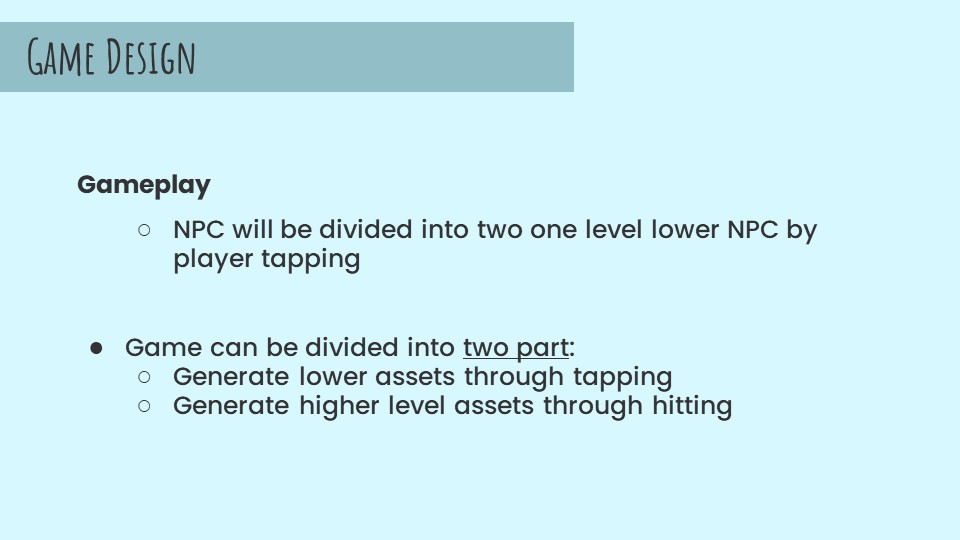 Game Design
Gameplay
○ NPC will be divided into two one level lower NPC by
player tapping
● Game can be divided into two part:
○ Generate lower assets through tapping
○ Generate higher level assets through hitting